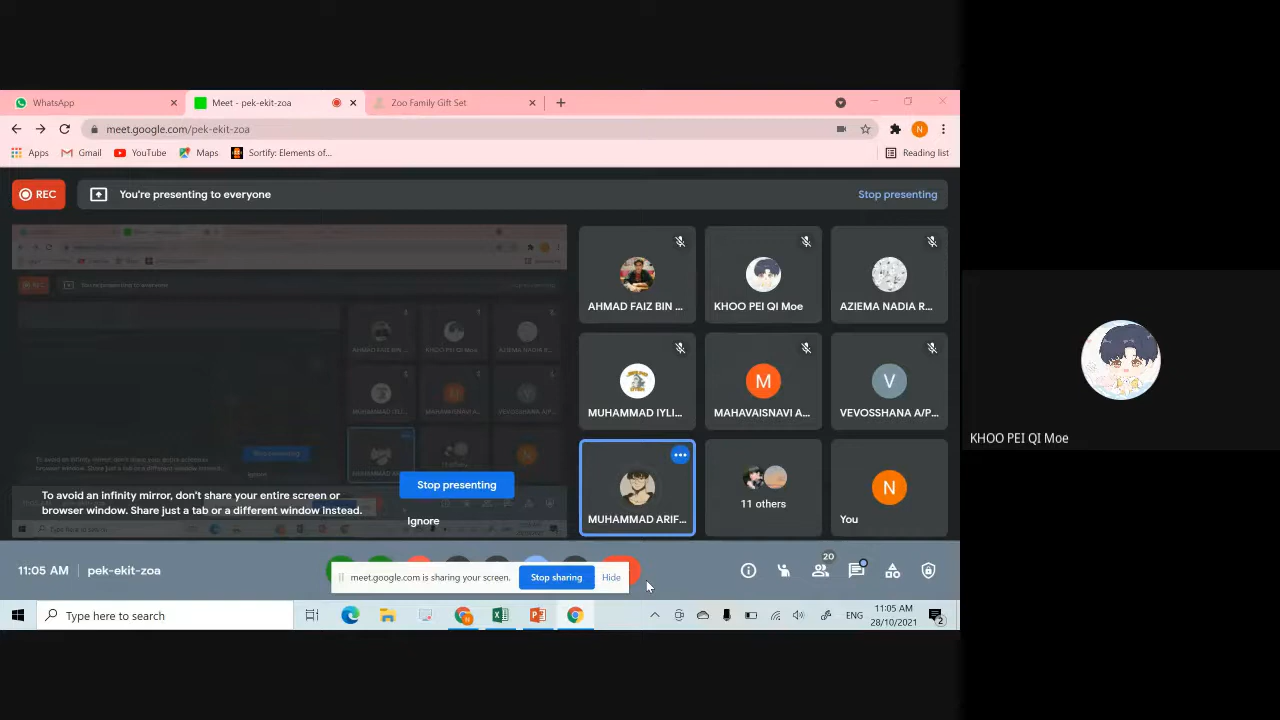 WhatsApp
Meet - pek-ekit-zoa
Zoo Family Gift Set
meet.google.com/pek-ekit-zoa
N
Apps
Gmail
YouTube
Maps
Sortify: Elements of...
Reading list
REC
You're presenting to everyone
Stop presenting
AHMAD FAIZ BIN ...
KHOO PEI QI Moe
AZIEMA NADIA R...
M
V
MUHAMMAD IYLI...
MAHAVAISNAVI A...
VEVOSSHANA A/P...
KHOO PEI QI Moe
To avoid an infinity mirror, don't share your entire screen or
browser window. Share just a tab or a different window instead.
Stop presenting
Ignore
MUHAMMAD ARIF...
11 others
N
You
11:05 AM
pek-ekit-zoa
meet.google.com is sharing your screen.
Stop sharing
Hide
20
Type here to search
ENG
11:05 AM
28/10/2021
2